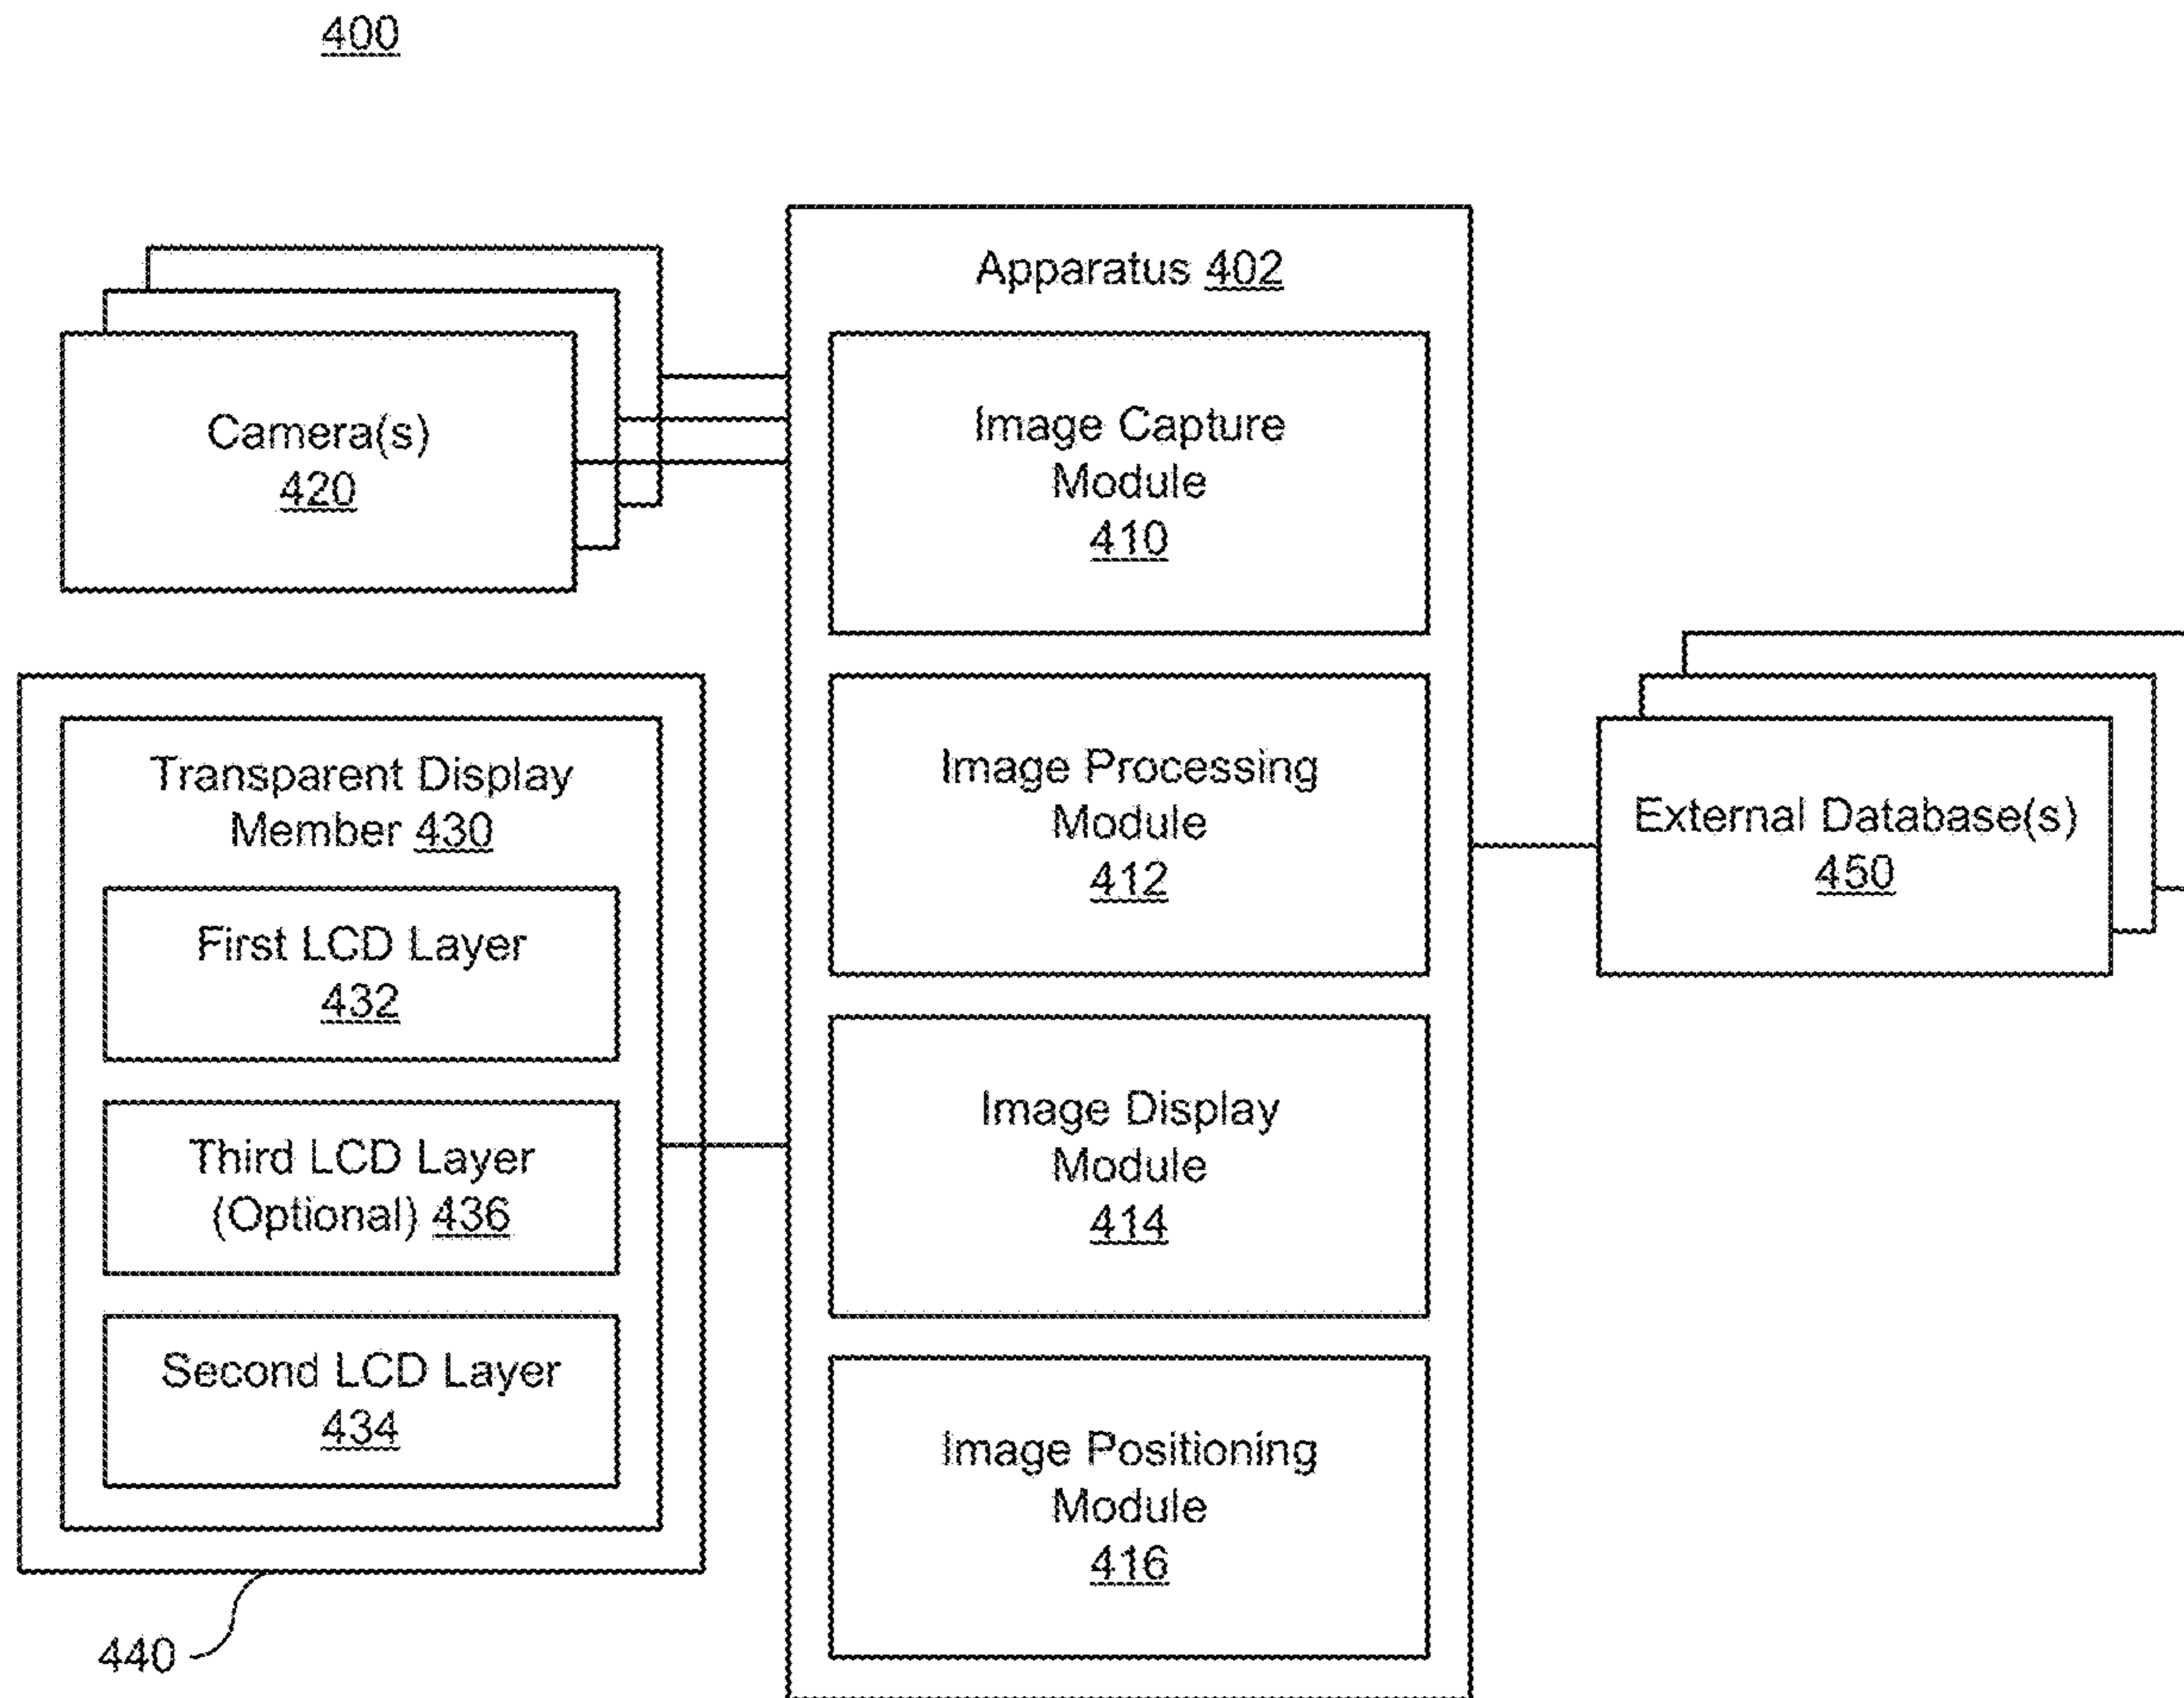 400
Camera(s)
420
Transparent Display
Member 430
First LCD Layer
432
Third LCD Layer
(Optional) 436
Second LCD Layer
434
440
Apparatus 402
Image Capture
Module
410
Image Processing
Module
412
Image Display
Module
414
Image Positioning
Module
416
External Database(s)
450